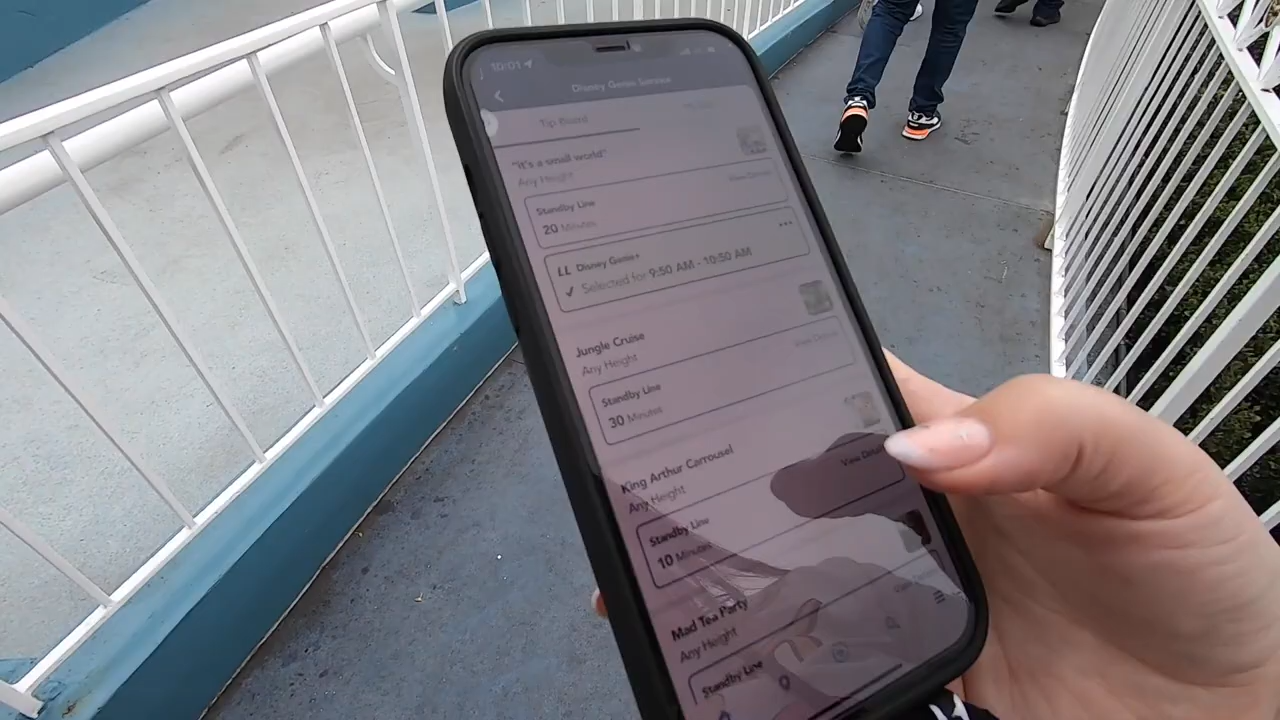 10:01
Disney Genie Service
Tip Board
"it's a small world"
Any Height
View Details
Standby Line
20 Minutes
LL Disney Genie+
✓ Selected for 9:50 AM - 10:50 AM
Jungle Cruise
Any Height
View Details
Standby Line
30 Minutes
King Arthur Carrousel
Any Height
View Details
Standby Line
10 Minutes
Mad Tea Party
Any Height
Standby Line